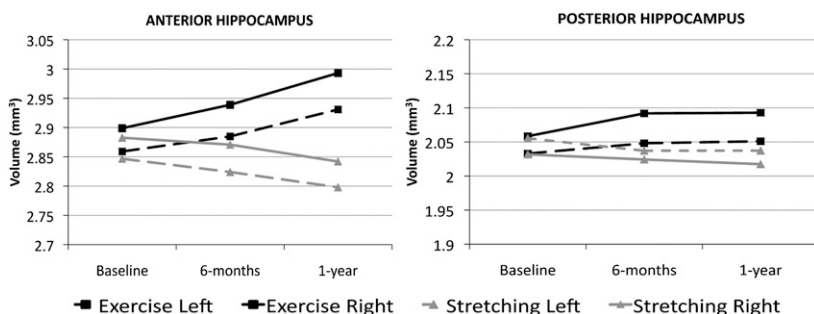 ANTERIOR HIPPOCAMPUS
Volume (mm³)
3.05
3
2.95
2.9
2.85
2.8
2.75
2.7
Baseline 6-months 1-year
POSTERIOR HIPPOCAMPUS
Volume (mm³)
2.2
2.15
2.1
2.05
2
1.95
1.9
Baseline 6-months 1-year
Exercise Left Exercise Right Stretching Left Stretching Right